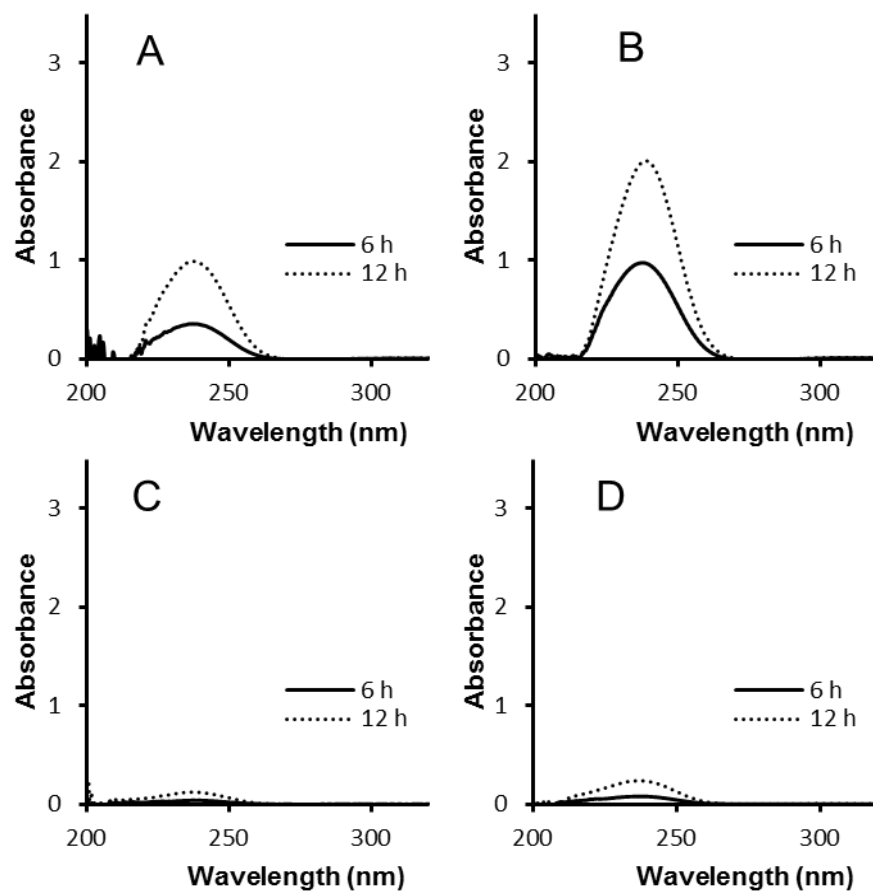 A
3
2
1
0
Absorbance
6 h
12 h
200
250
300
Wavelength (nm)
B
3
2
1
0
Absorbance
6 h
12 h
200
250
300
Wavelength (nm)
C
3
2
1
0
Absorbance
6 h
12 h
200
250
300
Wavelength (nm)
D
3
2
1
0
Absorbance
6 h
12 h
200
250
300
Wavelength (nm)